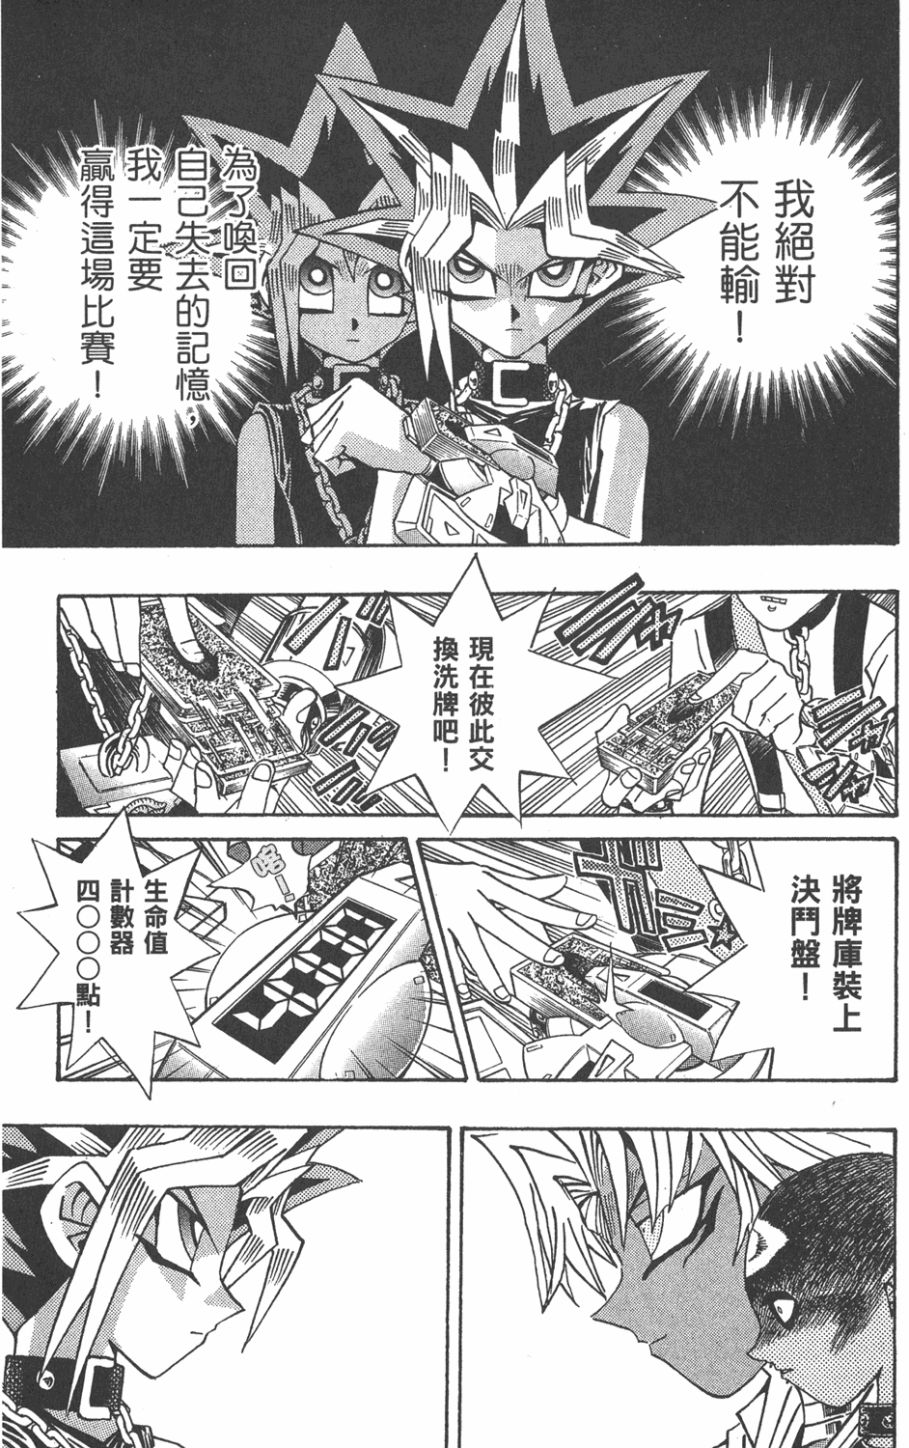 我絕對
不能輸！
為了喚回
自己失去的記憶，
我一定要
贏得這場比賽！
現在彼此交
換洗牌吧！
將牌庫裝上
決鬥盤！
喀！
4000
生命值
計數器
四〇〇〇點！